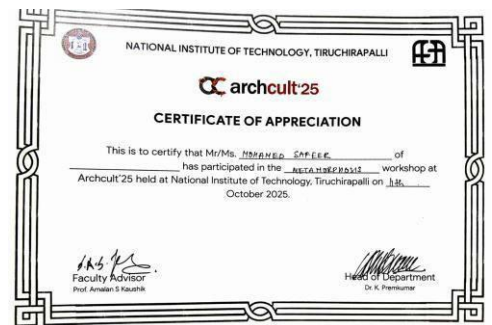 NATIONAL INSTITUTE OF TECHNOLOGY, TIRUCHIRAPALLI
archcult'25
CERTIFICATE OF APPRECIATION
This is to certify that Mr/Ms. MOHAMED SAFEER of
has participated in the METAMORPHOSIS workshop at
Archcult'25 held at National Institute of Technology, Tiruchirapalli on
October 2025.
Faculty Advisor
Prof. Amalan S Kaushik
Head of Department
Dr. K. Premkumar